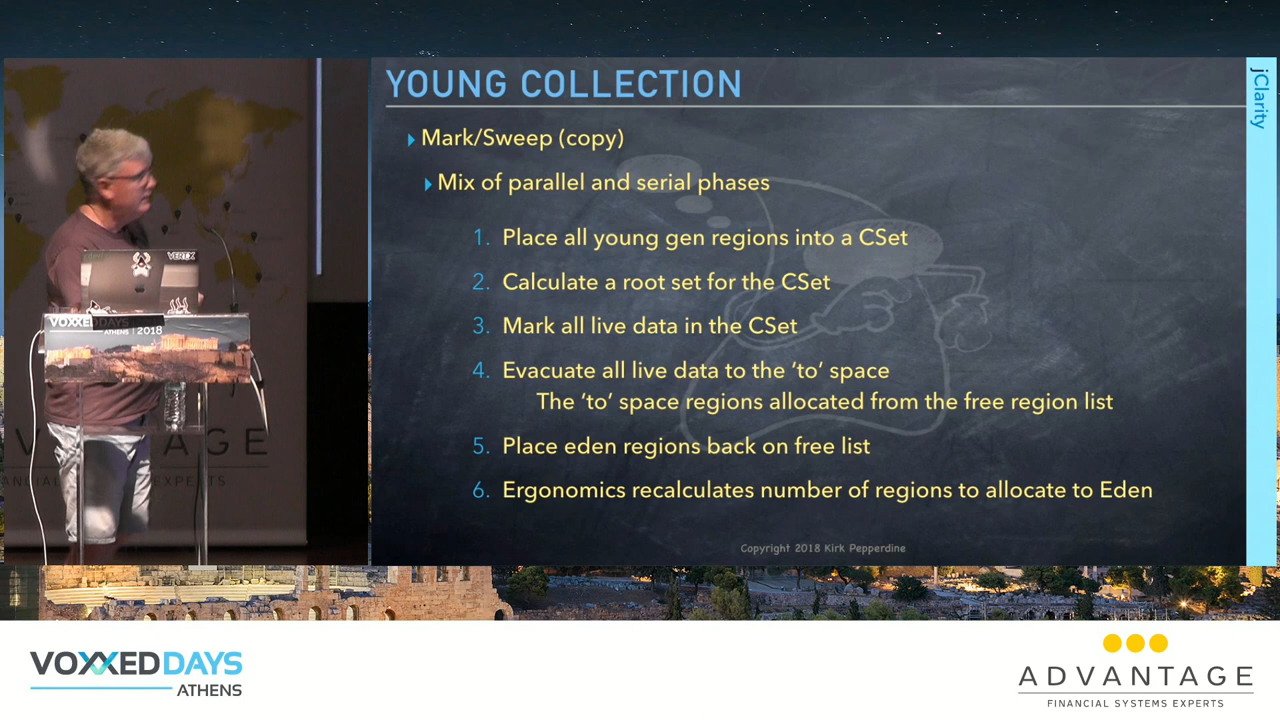 YOUNG COLLECTION
jClarity
Mark/Sweep (copy)
Mix of parallel and serial phases
1. Place all young gen regions into a CSet
2. Calculate a root set for the CSet
3. Mark all live data in the CSet
4. Evacuate all live data to the ‘to’ space
The ‘to’ space regions allocated from the free region list
5. Place eden regions back on free list
6. Ergonomics recalculates number of regions to allocate to Eden
Copyright 2018 Kirk Pepperdine
VERT.X
VOXXEDDAYS
ATHENS | 2018
VOXXEDDAYS
ATHENS
ADVANTAGE
FINANCIAL SYSTEMS EXPERTS